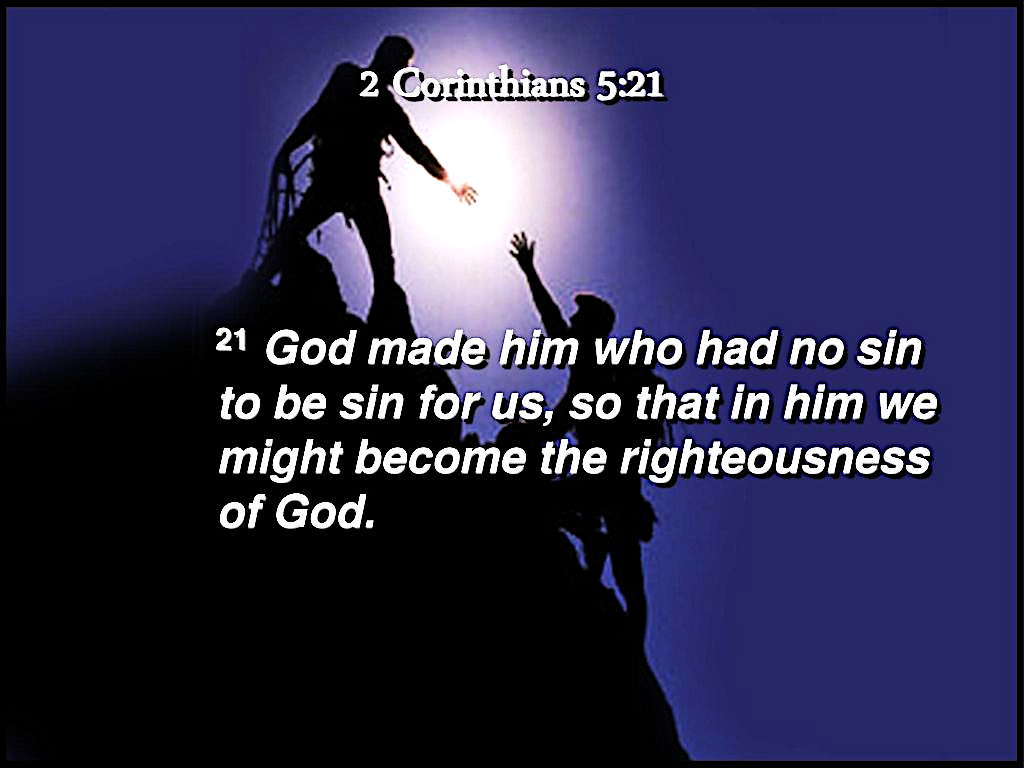 2 Corinthians 5:21
21 God made him who had no sin
to be sin for us, so that in him we
might become the righteousness
of God.